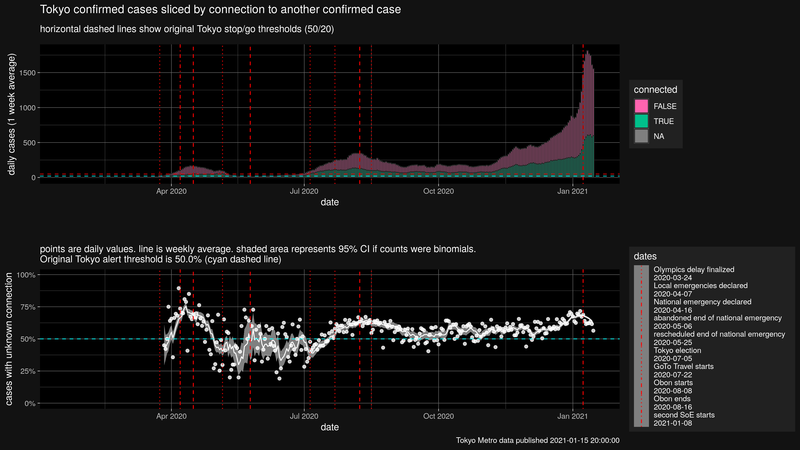 Tokyo confirmed cases sliced by connection to another confirmed case
horizontal dashed lines show original Tokyo stop/go thresholds (50/20)
daily cases (1 week average)
1500
1000
500
0
Apr 2020
Jul 2020
Oct 2020
Jan 2021
date
connected
FALSE
TRUE
NA
points are daily values. line is weekly average. shaded area represents 95% CI if counts were binomials.
Original Tokyo alert threshold is 50.0% (cyan dashed line)
cases with unknown connection
100%
75%
50%
25%
0%
Apr 2020
Jul 2020
Oct 2020
Jan 2021
date
dates
Olympics delay finalized
2020-03-24
Local emergencies declared
2020-04-07
National emergency declared
2020-04-16
abandoned end of national emergency
2020-05-06
rescheduled end of national emergency
2020-05-25
Tokyo election
2020-07-05
GoTo Travel starts
2020-07-22
Obon starts
2020-08-08
Obon ends
2020-08-16
second SoE starts
2021-01-08
Tokyo Metro data published 2021-01-15 20:00:00